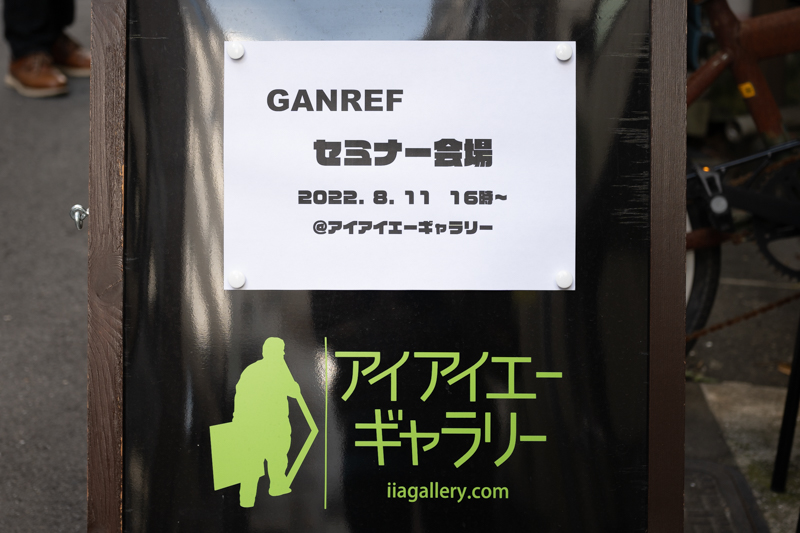 GANREF
セミナー会場
2022. 8. 11 16時~
@アイアイエーギャラリー
アイアイエー
ギャラリー
iiagallery.com